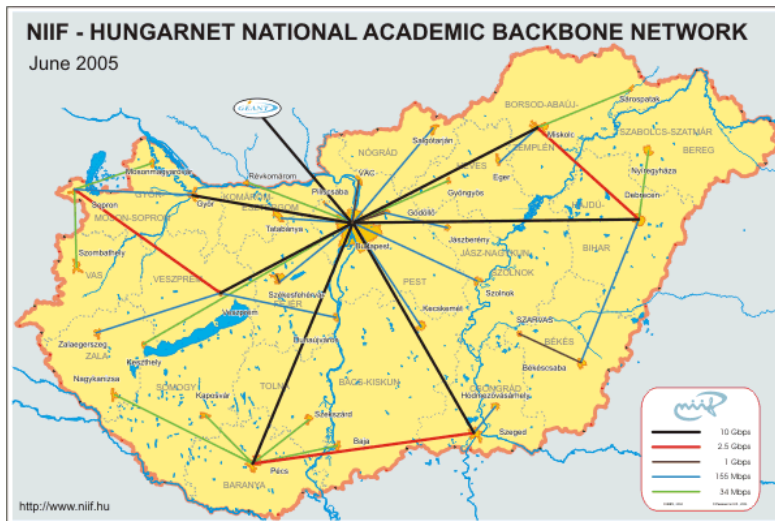 NIIF - HUNGARNET NATIONAL ACADEMIC BACKBONE NETWORK
June 2005
GÉANT
BORSOD-ABAÚJ-
Sárospatak
Miskolc
SZABOLCS-SZATMÁR
Salgótarján
ZEMPLÉN
NÓGRÁD
BEREG
Mosonmagyaróvár
Révkomárom
VÁC
HEVES
Eger
Nyíregyháza
Piliscsaba
Gyöngyös
Debrecen
Sopron
GYŐR
Győr
KOMÁROM
ESZTERGOM
HAJDÚ
MOSON-SOPRON
Tatabánya
Gödöllő
Jászberény
Budapest
BIHAR
Szombathely
JÁSZ-NAGYKUN
VAS
VESZPRÉM
SZOLNOK
PEST
Székesfehérvár
Szolnok
FEJÉR
Veszprém
Kecskemét
Dunaújváros
SZARVAS
Zalaegerszeg
BÉKÉS
ZALA
Keszthely
Békéscsaba
Nagykanizsa
SOMOGY
TOLNA
BÁCS-KISKUN
Kaposvár
CSONGRÁD
Hódmezővásárhely
Szekszárd
Szeged
Baja
Pécs
BARANYA
niif
10 Gbps
2.5 Gbps
1 Gbps
155 Mbps
34 Mbps
http://www.niif.hu